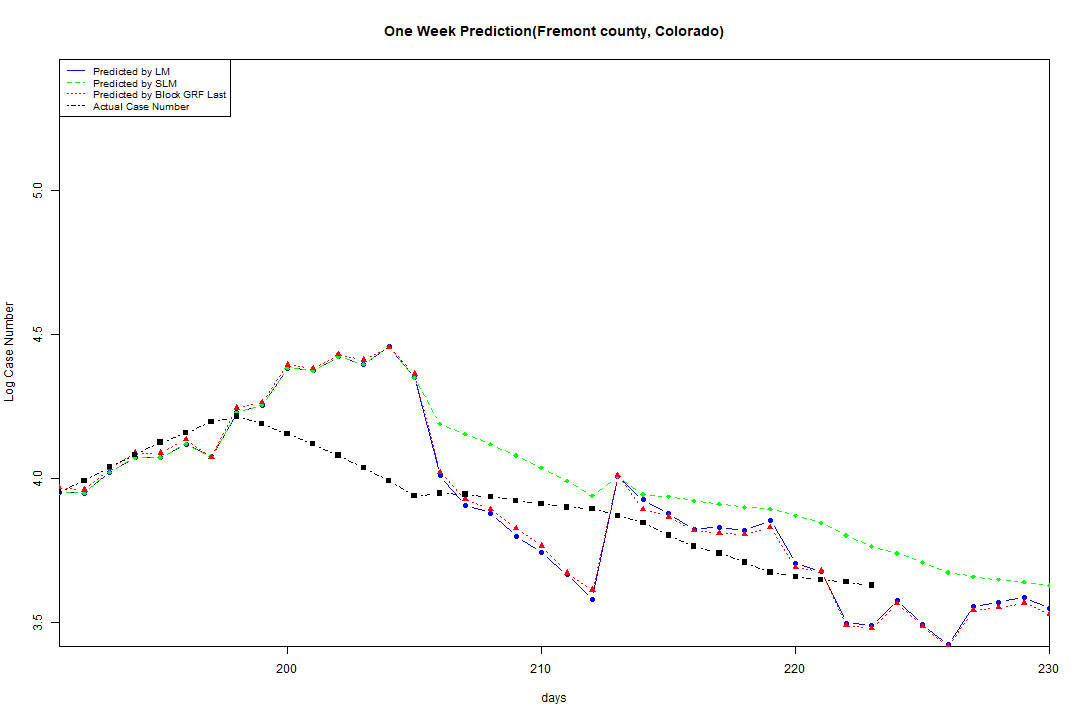 One Week Prediction(Fremont county, Colorado)
Predicted by LM
Predicted by SLM
Predicted by Block GRF Last
Actual Case Number
5.0
4.5
4.0
3.5
Log Case Number
200 210 220 230
days